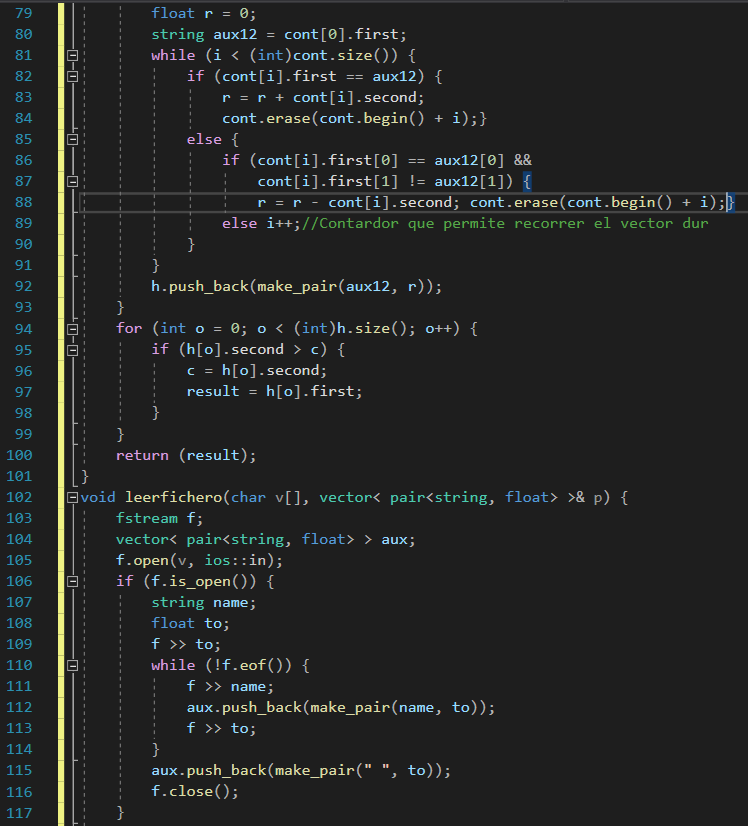 79 float r = 0;
80 string aux12 = cont[0].first;
81 while (i < (int)cont.size()) {
82 if (cont[i].first == aux12) {
83 r = r + cont[i].second;
84 cont.erase(cont.begin() + i);}
85 else {
86 if (cont[i].first[0] == aux12[0] &&
87 cont[i].first[1] != aux12[1]) {
88 r = r - cont[i].second; cont.erase(cont.begin() + i);}
89 else i++;//Contardor que permite recorrer el vector dur
90 }
91 }
92 h.push_back(make_pair(aux12, r));
93 }
94 for (int o = 0; o < (int)h.size(); o++) {
95 if (h[o].second > c) {
96 c = h[o].second;
97 result = h[o].first;
98 }
99 }
100 return (result);
101 }
102 void leerfichero(char v[], vector< pair<string, float> >& p) {
103 fstream f;
104 vector< pair<string, float> > aux;
105 f.open(v, ios::in);
106 if (f.is_open()) {
107 string name;
108 float to;
109 f >> to;
110 while (!f.eof()) {
111 f >> name;
112 aux.push_back(make_pair(name, to));
113 f >> to;
114 }
115 aux.push_back(make_pair(" ", to));
116 f.close();
117 }